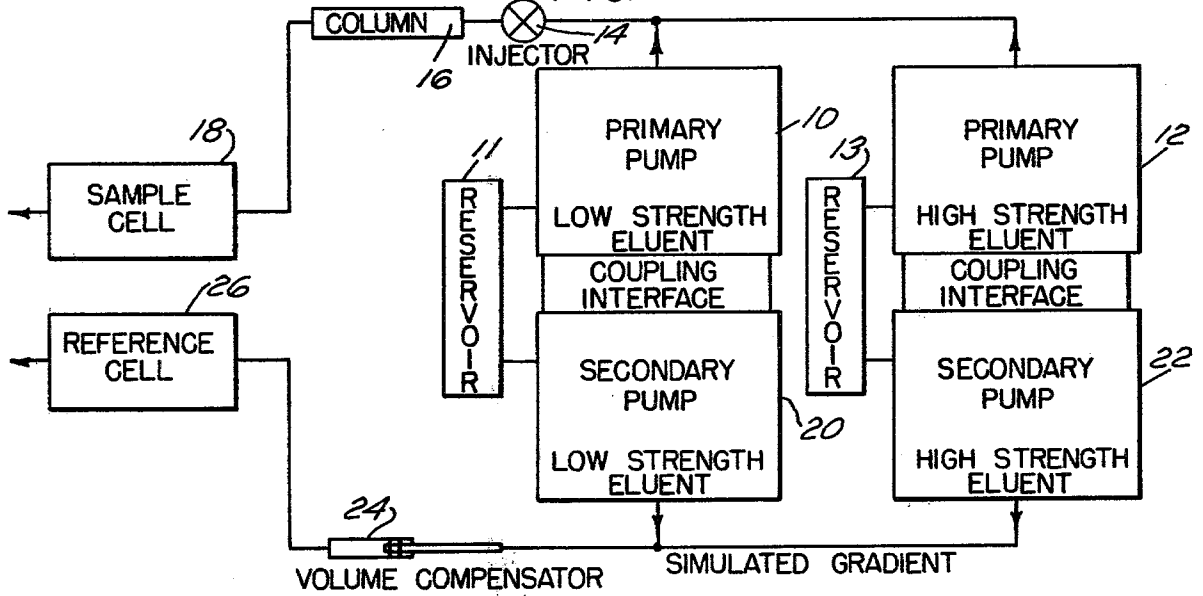 COLUMN
16
14
INJECTOR
PRIMARY
PUMP
LOW STRENGTH
ELUENT
10
PRIMARY
PUMP
HIGH STRENGTH
ELUENT
12
18
SAMPLE
CELL
11
RESERVOIR
13
RESERVOIR
COUPLING
INTERFACE
COUPLING
INTERFACE
26
REFERENCE
CELL
SECONDARY
PUMP
LOW STRENGTH
ELUENT
20
SECONDARY
PUMP
HIGH STRENGTH
ELUENT
22
24
VOLUME COMPENSATOR
SIMULATED GRADIENT